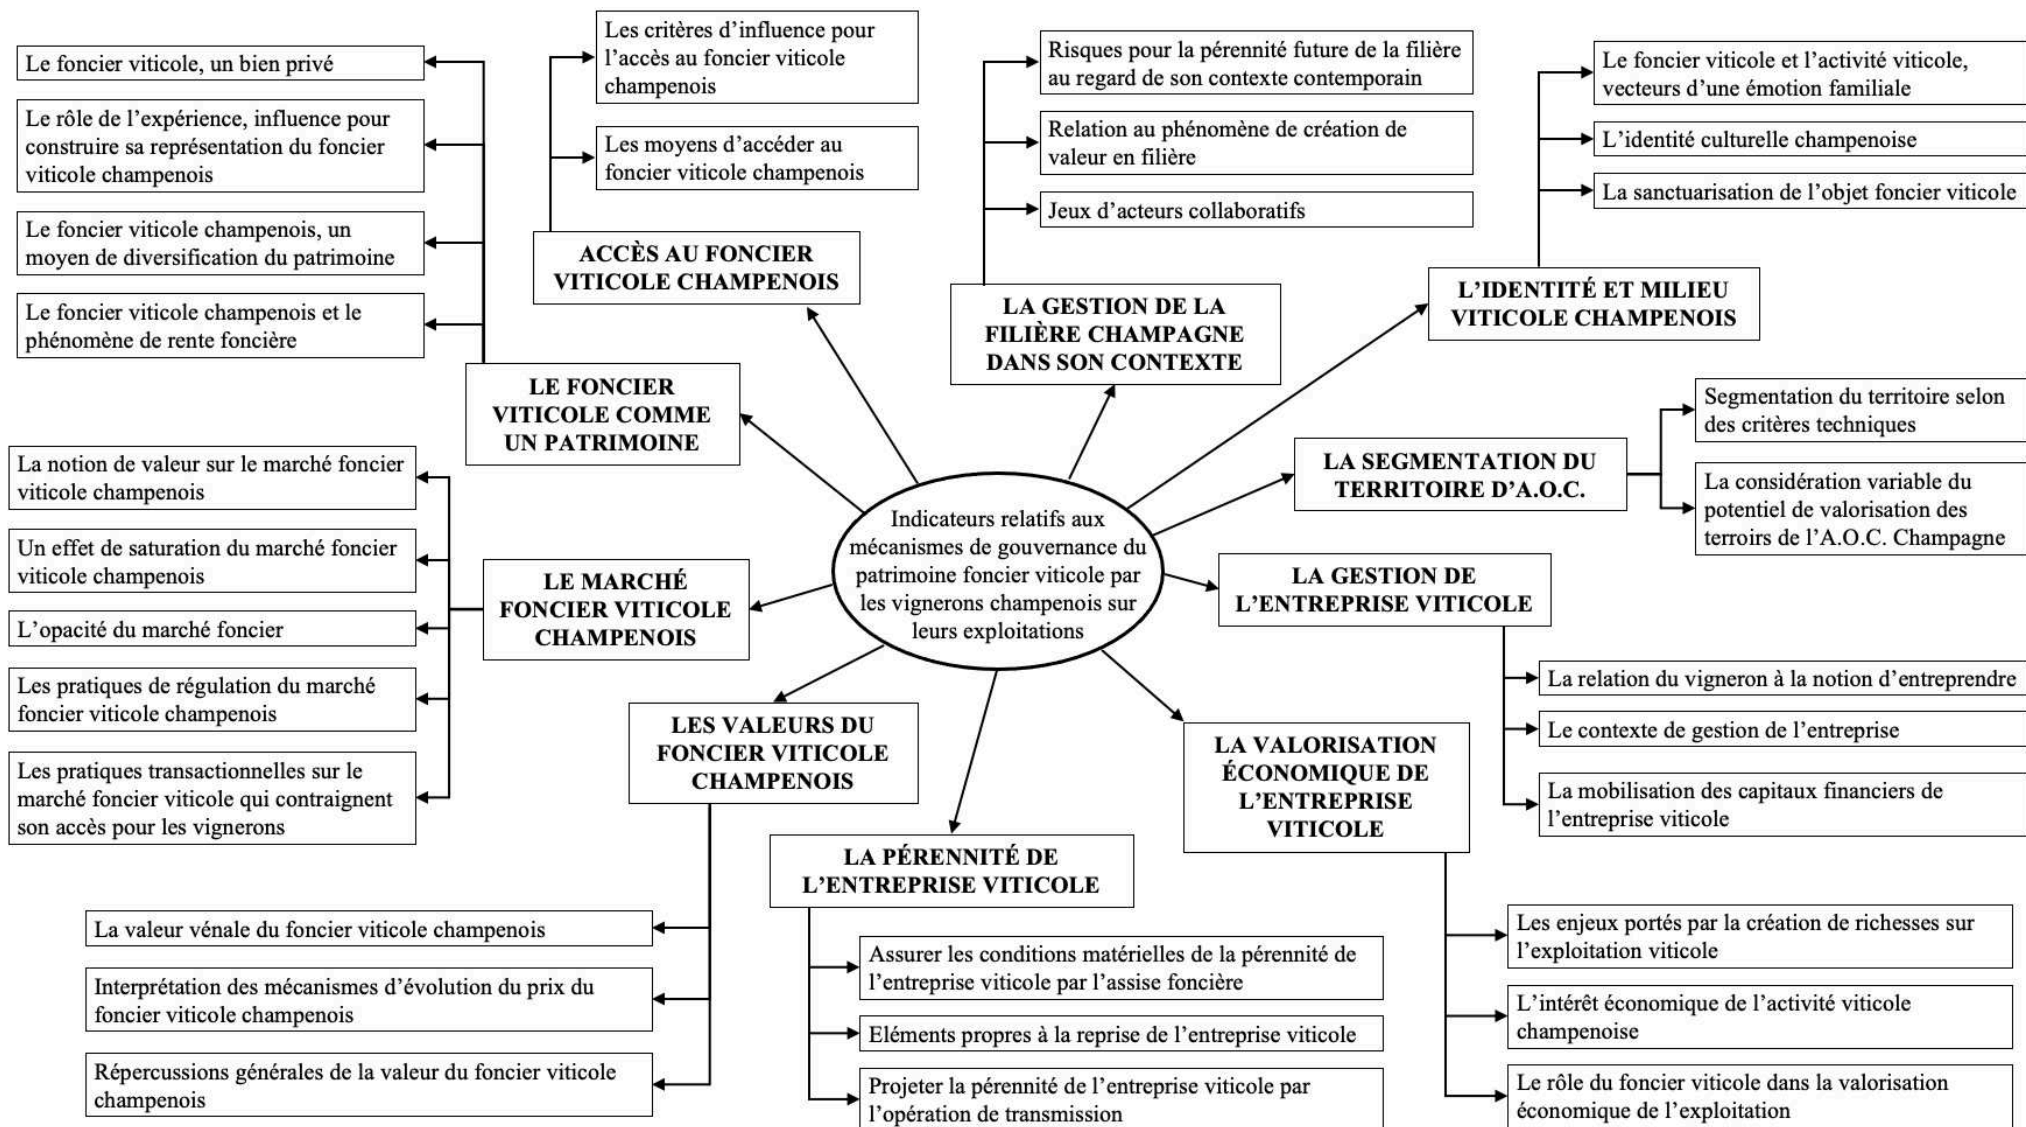 Le foncier viticole, un bien privé
Le rôle de l’expérience, influence pour
construire sa représentation du foncier
viticole champenois
Le foncier viticole champenois, un
moyen de diversification du patrimoine
Le foncier viticole champenois et le
phénomène de rente foncière
LE FONCIER
VITICOLE COMME
UN PATRIMOINE
Les critères d’influence pour
l’accès au foncier viticole
champenois
Les moyens d’accéder au
foncier viticole champenois
ACCÈS AU FONCIER
VITICOLE CHAMPENOIS
Risques pour la pérennité future de la filière
au regard de son contexte contemporain
Relation au phénomène de création de
valeur en filière
Jeux d’acteurs collaboratifs
LA GESTION DE LA
FILIÈRE CHAMPAGNE
DANS SON CONTEXTE
Le foncier viticole et l’activité viticole,
vecteurs d’une émotion familiale
L’identité culturelle champenoise
La sanctuarisation de l’objet foncier viticole
L’IDENTITÉ ET MILIEU
VITICOLE CHAMPENOIS
Segmentation du territoire selon
des critères techniques
La considération variable du
potentiel de valorisation des
terroirs de l’A.O.C. Champagne
LA SEGMENTATION DU
TERRITOIRE D’A.O.C.
Indicateurs relatifs aux
mécanismes de gouvernance du
patrimoine foncier viticole par
les vignerons champenois sur
leurs exploitations
La notion de valeur sur le marché foncier
viticole champenois
Un effet de saturation du marché foncier
viticole champenois
L’opacité du marché foncier
Les pratiques de régulation du marché
foncier viticole champenois
Les pratiques transactionnelles sur le
marché foncier viticole qui contraignent
son accès pour les vignerons
LE MARCHÉ
FONCIER VITICOLE
CHAMPENOIS
LA GESTION DE
L’ENTREPRISE VITICOLE
La relation du vigneron à la notion d’entreprendre
Le contexte de gestion de l’entreprise
La mobilisation des capitaux financiers de
l’entreprise viticole
LES VALEURS DU
FONCIER VITICOLE
CHAMPENOIS
La valeur vénale du foncier viticole champenois
Interprétation des mécanismes d’évolution du prix du
foncier viticole champenois
Répercussions générales de la valeur du foncier viticole
champenois
LA PÉRENNITÉ DE
L’ENTREPRISE VITICOLE
Assurer les conditions matérielles de la pérennité de
l’entreprise viticole par l’assise foncière
Eléments propres à la reprise de l’entreprise viticole
Projeter la pérennité de l’entreprise viticole par
l’opération de transmission
LA VALORISATION
ÉCONOMIQUE DE
L’ENTREPRISE
VITICOLE
Les enjeux portés par la création de richesses sur
l’exploitation viticole
L’intérêt économique de l’activité viticole
champenoise
Le rôle du foncier viticole dans la valorisation
économique de l’exploitation